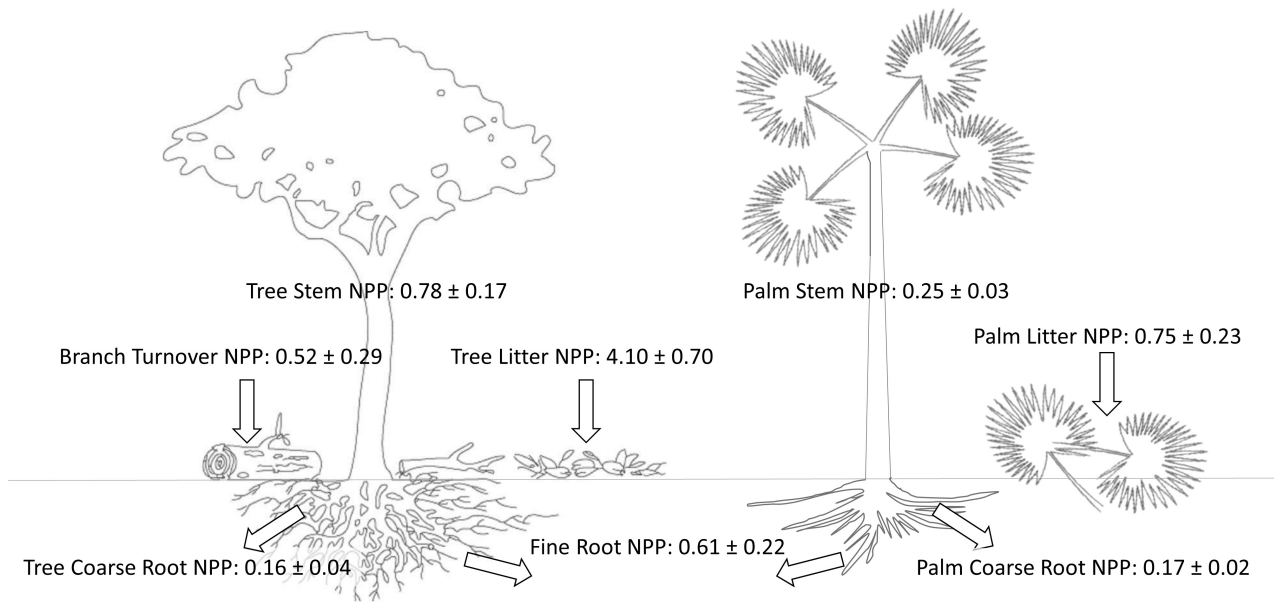 Tree Stem NPP: 0.78 ± 0.17
Palm Stem NPP: 0.25 ± 0.03
Palm Litter NPP: 0.75 ± 0.23
Branch Turnover NPP: 0.52 ± 0.29
Tree Litter NPP: 4.10 ± 0.70
Fine Root NPP: 0.61 ± 0.22
Tree Coarse Root NPP: 0.16 ± 0.04
Palm Coarse Root NPP: 0.17 ± 0.02